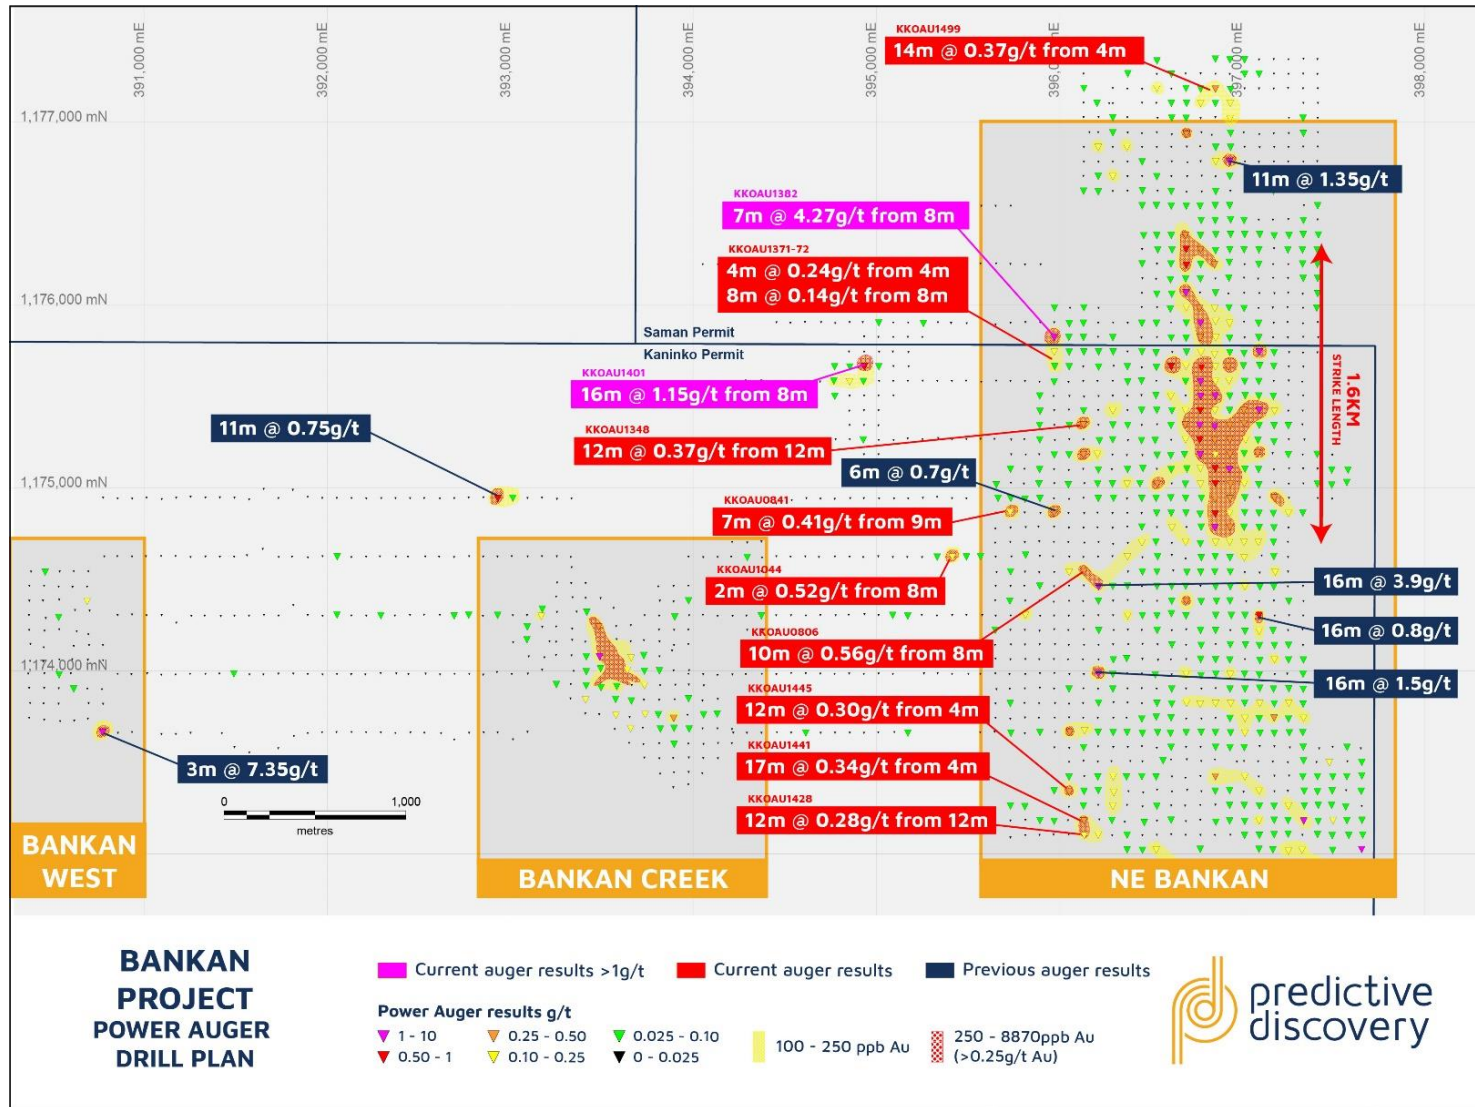 391,000 mE
392,000 mE
393,000 mE
394,000 mE
395,000 mE
mE
397,000 mE
398,000 mE
1,177,000 mN
1,176,000 mN
1,175,000 mN
1,174,000 mN
KKOAU1499
14m @ 0.37g/t from 4m
11m @ 1.35g/t
KKOAU1382
7m @ 4.27g/t from 8m
KKOAU1371-72
4m @ 0.24g/t from 4m
8m @ 0.14g/t from 8m
Saman Permit
Kaninko Permit
KKOAU1401
16m @ 1.15g/t from 8m
1.6KM
STRIKE LENGTH
11m @ 0.75g/t
KKOAU1348
12m @ 0.37g/t from 12m
6m @ 0.7g/t
KKOAU0841
7m @ 0.41g/t from 9m
KKOAU1044
2m @ 0.52g/t from 8m
16m @ 3.9g/t
KKOAU0806
10m @ 0.56g/t from 8m
16m @ 0.8g/t
16m @ 1.5g/t
KKOAU1445
12m @ 0.30g/t from 4m
KKOAU1441
17m @ 0.34g/t from 4m
KKOAU1428
12m @ 0.28g/t from 12m
3m @ 7.35g/t
0 1,000
metres
BANKAN
WEST
BANKAN CREEK
NE BANKAN
BANKAN
PROJECT
POWER AUGER
DRILL PLAN
Current auger results >1g/t
Current auger results
Previous auger results
Power Auger results g/t
1 - 10
0.25 - 0.50
0.025 - 0.10
0.50 - 1
0.10 - 0.25
0 - 0.025
100 - 250 ppb Au
250 - 8870ppb Au
(>0.25g/t Au)
predictive
discovery